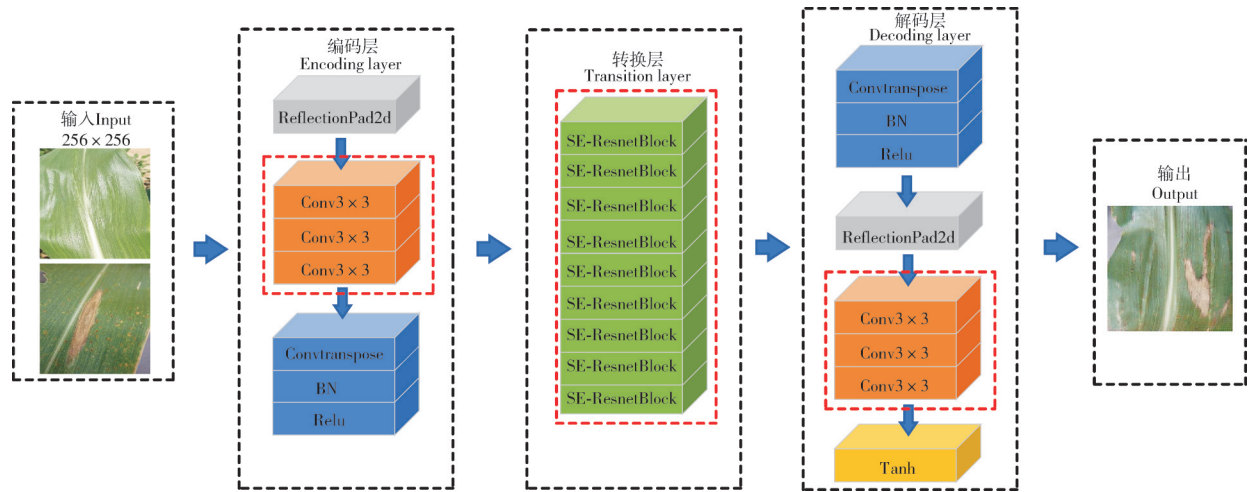 输入Input
256 × 256
编码层
Encoding layer
ReflectionPad2d
Conv3 × 3
Conv3 × 3
Conv3 × 3
Convtranspose
BN
Relu
转换层
Transition layer
SE-ResnetBlock
SE-ResnetBlock
SE-ResnetBlock
SE-ResnetBlock
SE-ResnetBlock
SE-ResnetBlock
SE-ResnetBlock
SE-ResnetBlock
SE-ResnetBlock
解码层
Decoding layer
Convtranspose
BN
Relu
ReflectionPad2d
Conv3 × 3
Conv3 × 3
Conv3 × 3
Tanh
输出
Output